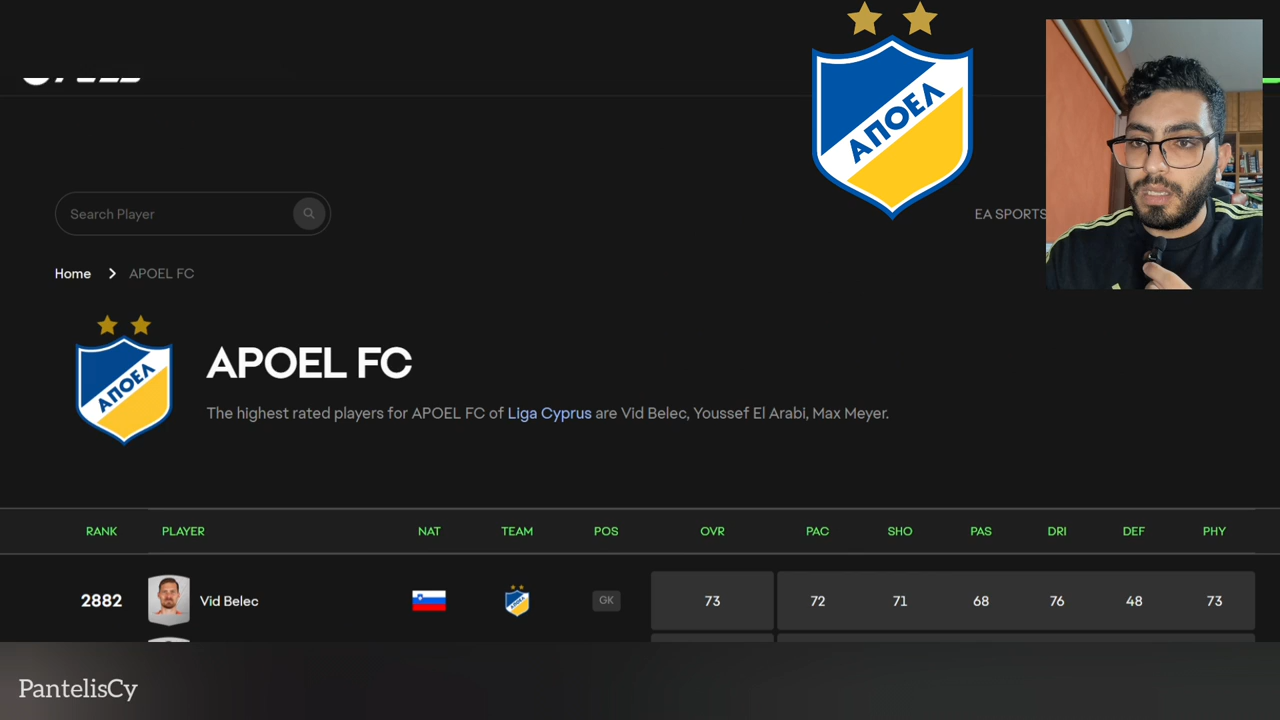 ΑΠΟΕΛ
Search Player
EA SPORTS
Home > APOEL FC
ΑΠΟΕΛ
APOEL FC
The highest rated players for APOEL FC of Liga Cyprus are Vid Belec, Youssef El Arabi, Max Meyer.
RANK PLAYER NAT TEAM POS OVR PAC SHO PAS DRI DEF PHY
2882 Vid Belec GK 73 72 71 68 76 48 73
PantelisCy